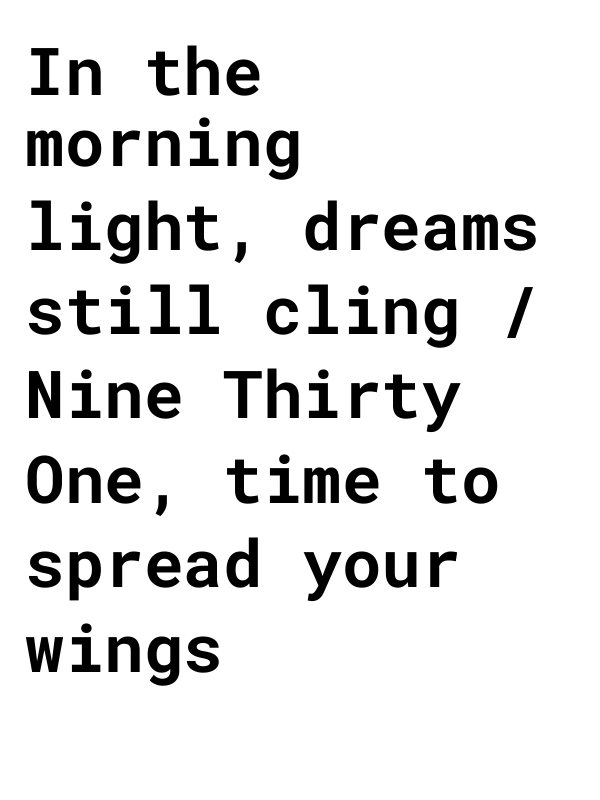 In the
morning
light, dreams
still cling /
Nine Thirty
One, time to
spread your
wings